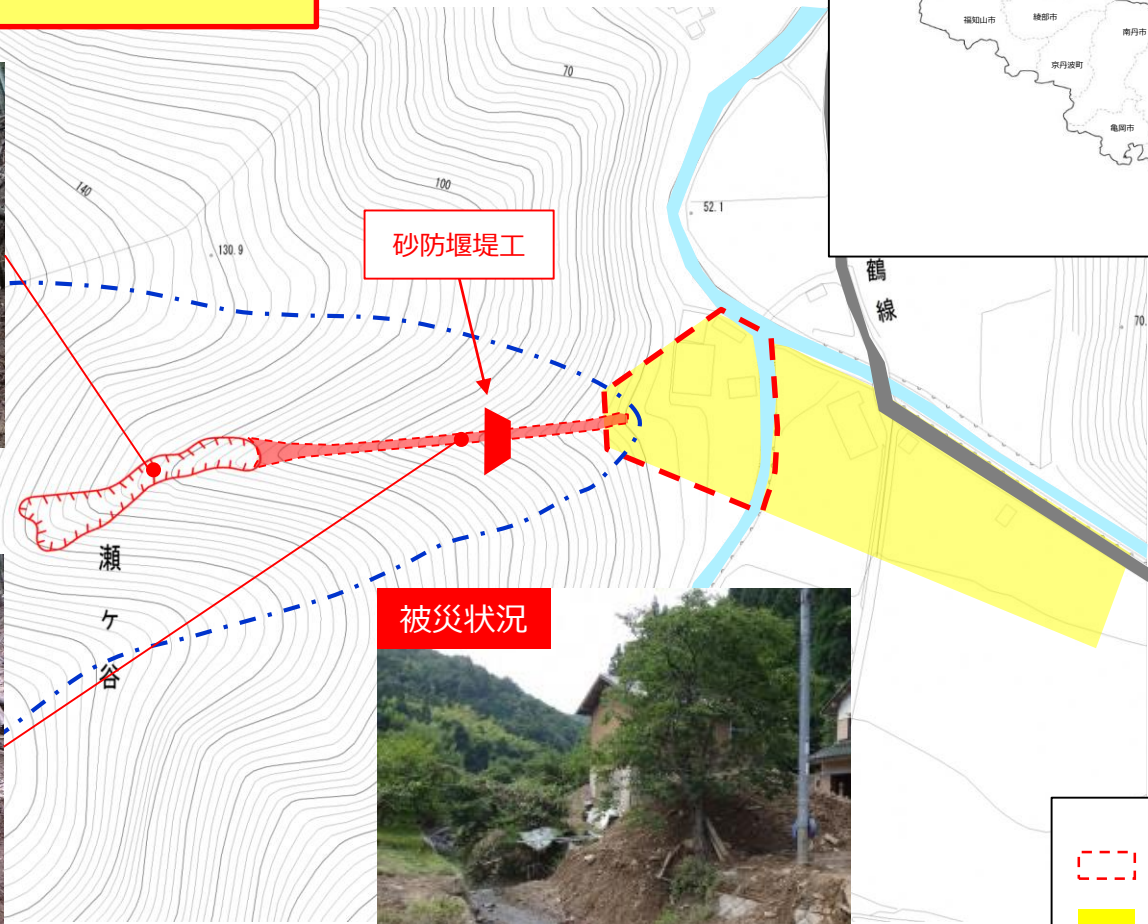 福知山市
綾部市
南丹市
京丹波町
亀岡市
70
140
100
130.9
52.1
砂防堰堤工
鶴線
70.
瀬ケ谷
被災状況